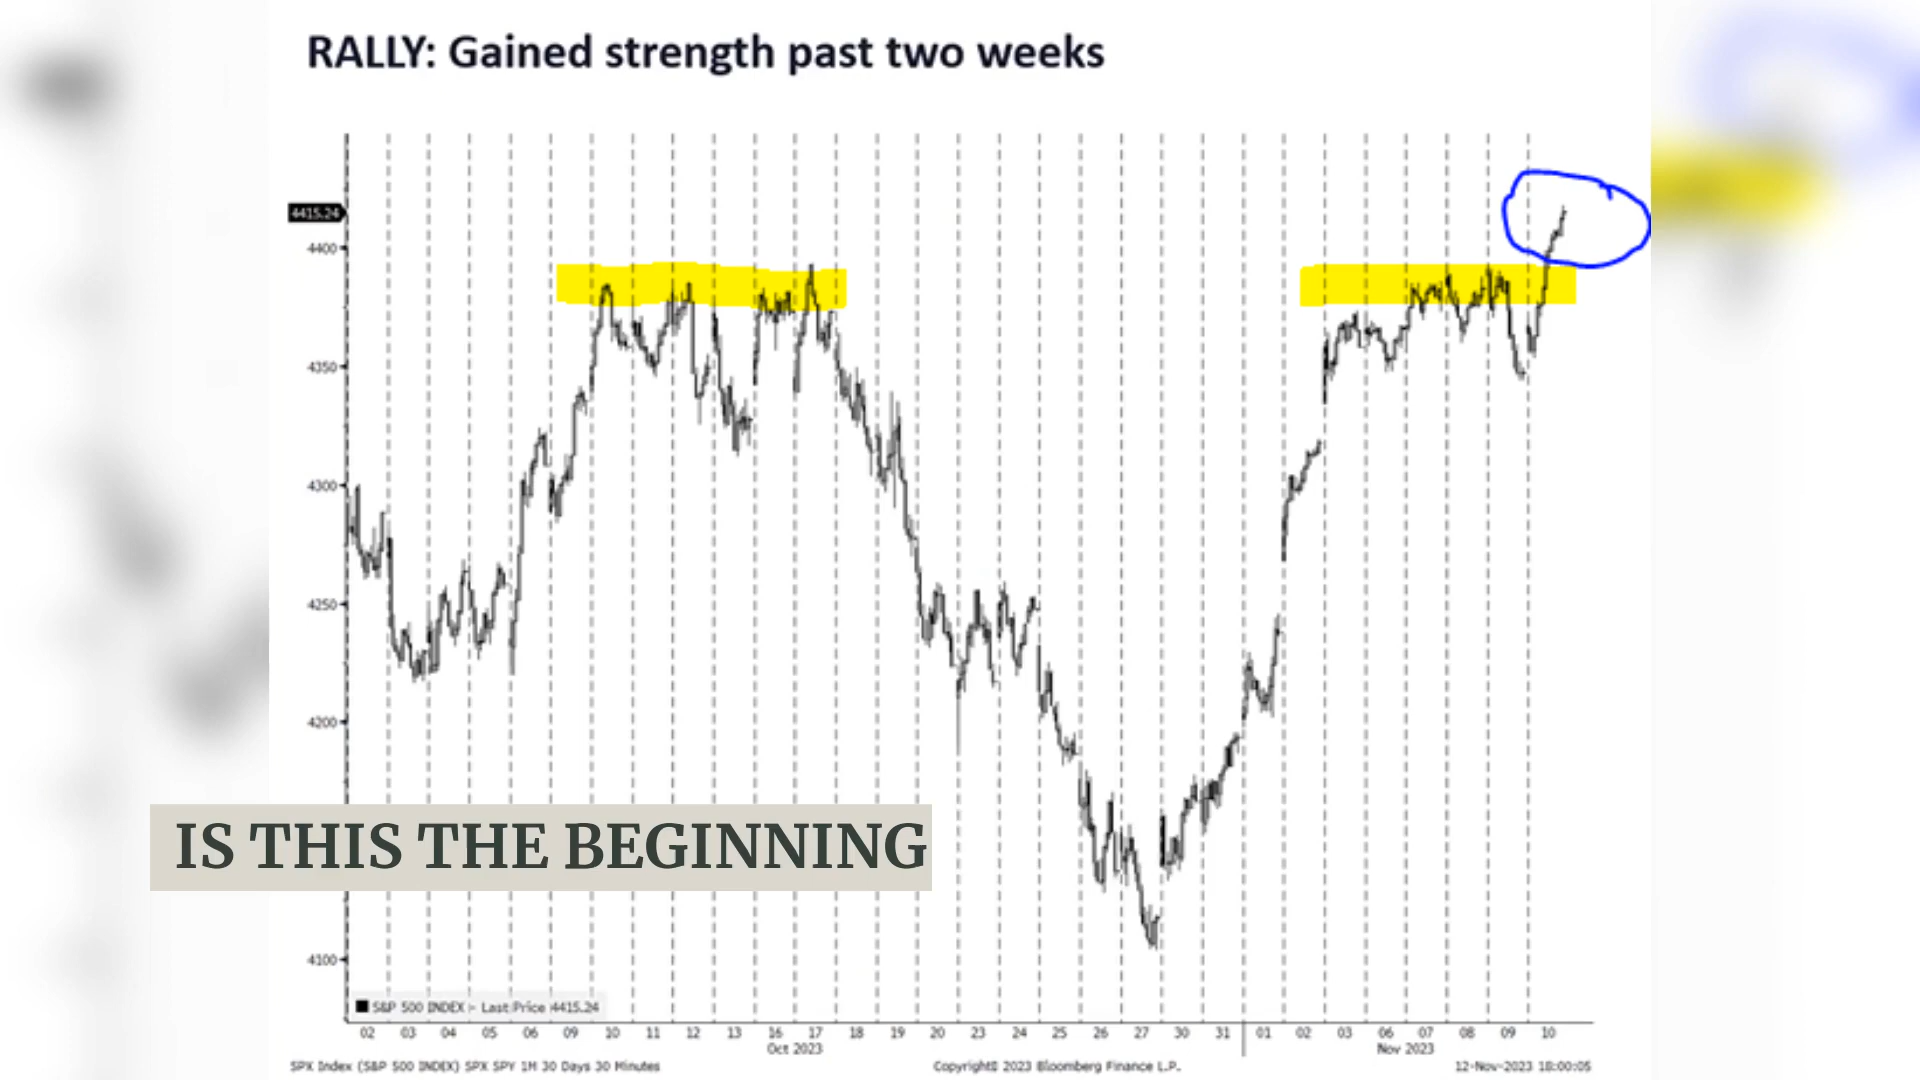 RALLY: Gained strength past two weeks
4415.24
4400
4350
4300
4250
4200
IS THIS THE BEGINNING
4100
S&P 500 INDEX - Last Price 4415.24
02 03 04 05 06 09 10 11 12 13 16 17 18 19 20 23 24 25 26 27 30 31 01 02 03 06 07 08 09 10
Oct 2023 Nov 2023
SPX Index (S&P 500 INDEX) SPX SPY 1M 30 Days 30 Minutes Copyright© 2023 Bloomberg Finance L.P. 12-Nov-2023 18:00:05